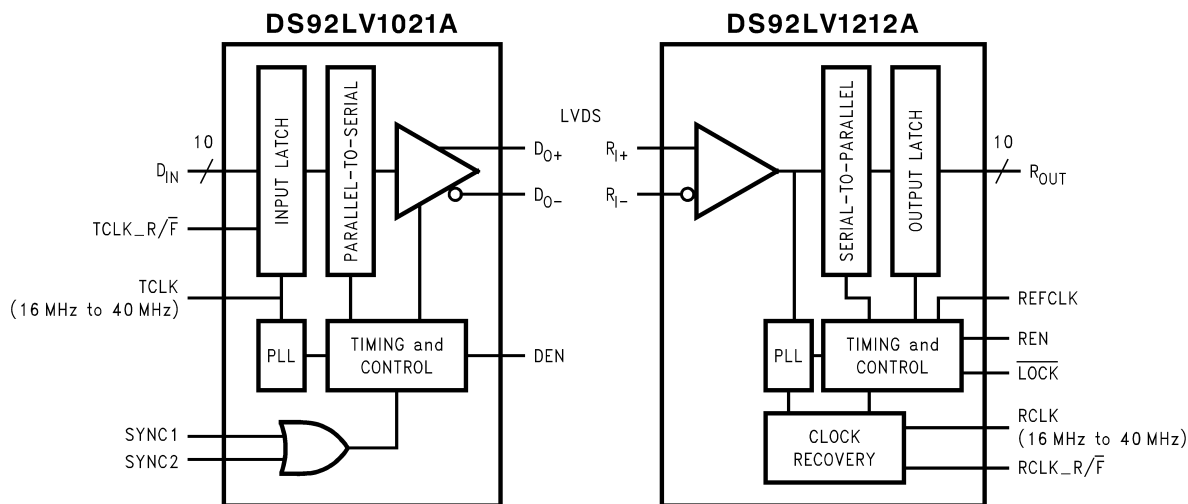 DS92LV1021A
DS92LV1212A
10
D_IN
TCLK_R/F̅
TCLK
(16 MHz to 40 MHz)
INPUT LATCH
PARALLEL-TO-SERIAL
PLL
TIMING and
CONTROL
SYNC1
SYNC2
LVDS
D_O+
D_O−
DEN
R_I+
R_I−
SERIAL-TO-PARALLEL
OUTPUT LATCH
PLL
TIMING and
CONTROL
CLOCK
RECOVERY
10
R_OUT
REFCLK
REN
L̅O̅C̅K̅
RCLK
(16 MHz to 40 MHz)
RCLK_R/F̅